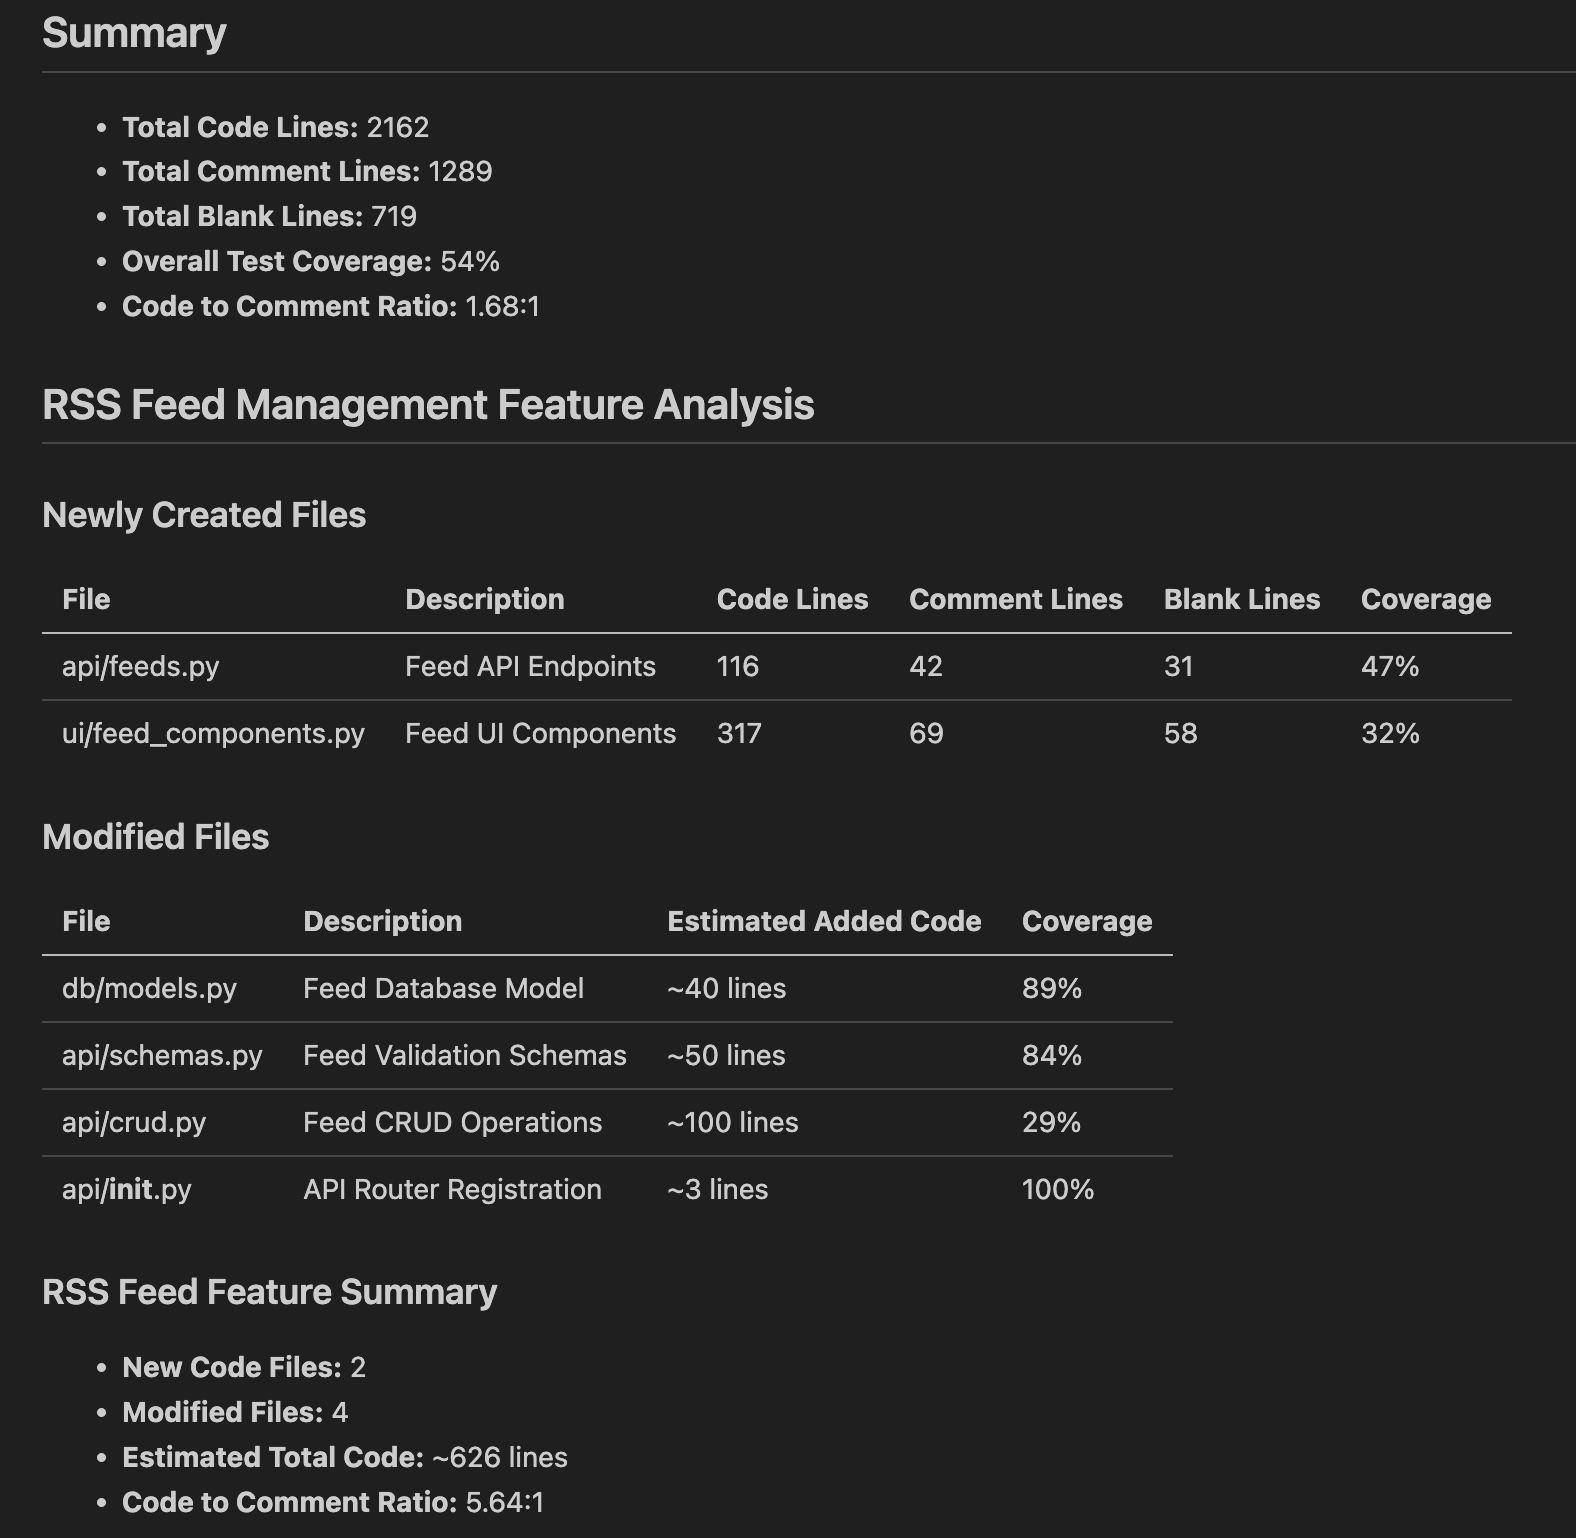 Summary
• Total Code Lines: 2162
• Total Comment Lines: 1289
• Total Blank Lines: 719
• Overall Test Coverage: 54%
• Code to Comment Ratio: 1.68:1
RSS Feed Management Feature Analysis
Newly Created Files
File Description Code Lines Comment Lines Blank Lines Coverage
api/feeds.py Feed API Endpoints 116 42 31 47%
ui/feed_components.py Feed UI Components 317 69 58 32%
Modified Files
File Description Estimated Added Code Coverage
db/models.py Feed Database Model ~40 lines 89%
api/schemas.py Feed Validation Schemas ~50 lines 84%
api/crud.py Feed CRUD Operations ~100 lines 29%
api/init.py API Router Registration ~3 lines 100%
RSS Feed Feature Summary
• New Code Files: 2
• Modified Files: 4
• Estimated Total Code: ~626 lines
• Code to Comment Ratio: 5.64:1